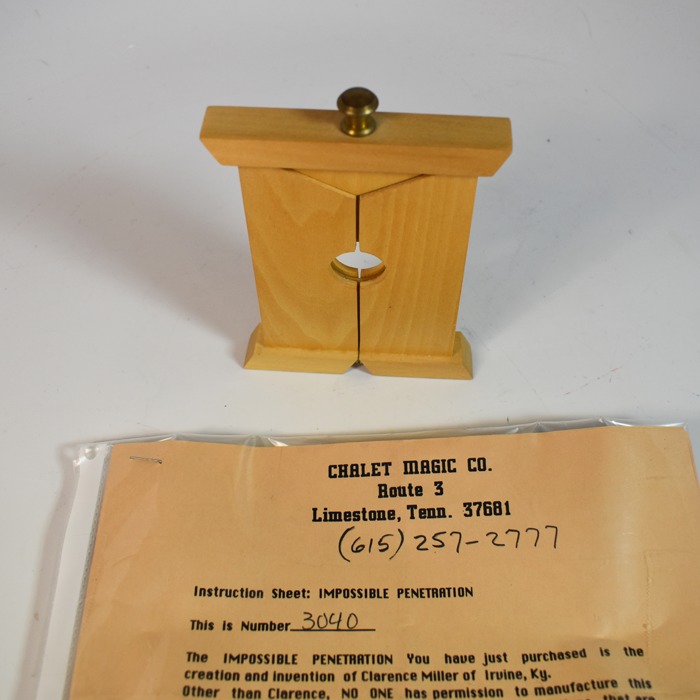 CHALET MAGIC CO.
Route 3
Limestone, Tenn. 37681
(615) 257-2777
Instruction Sheet: IMPOSSIBLE PENETRATION
This is Number 3040
The IMPOSSIBLE PENETRATION You have just purchased is the
creation and invention of Clarence Miller of Irvine, Ky.
Other than Clarence, NO ONE has permission to manufacture this
that are